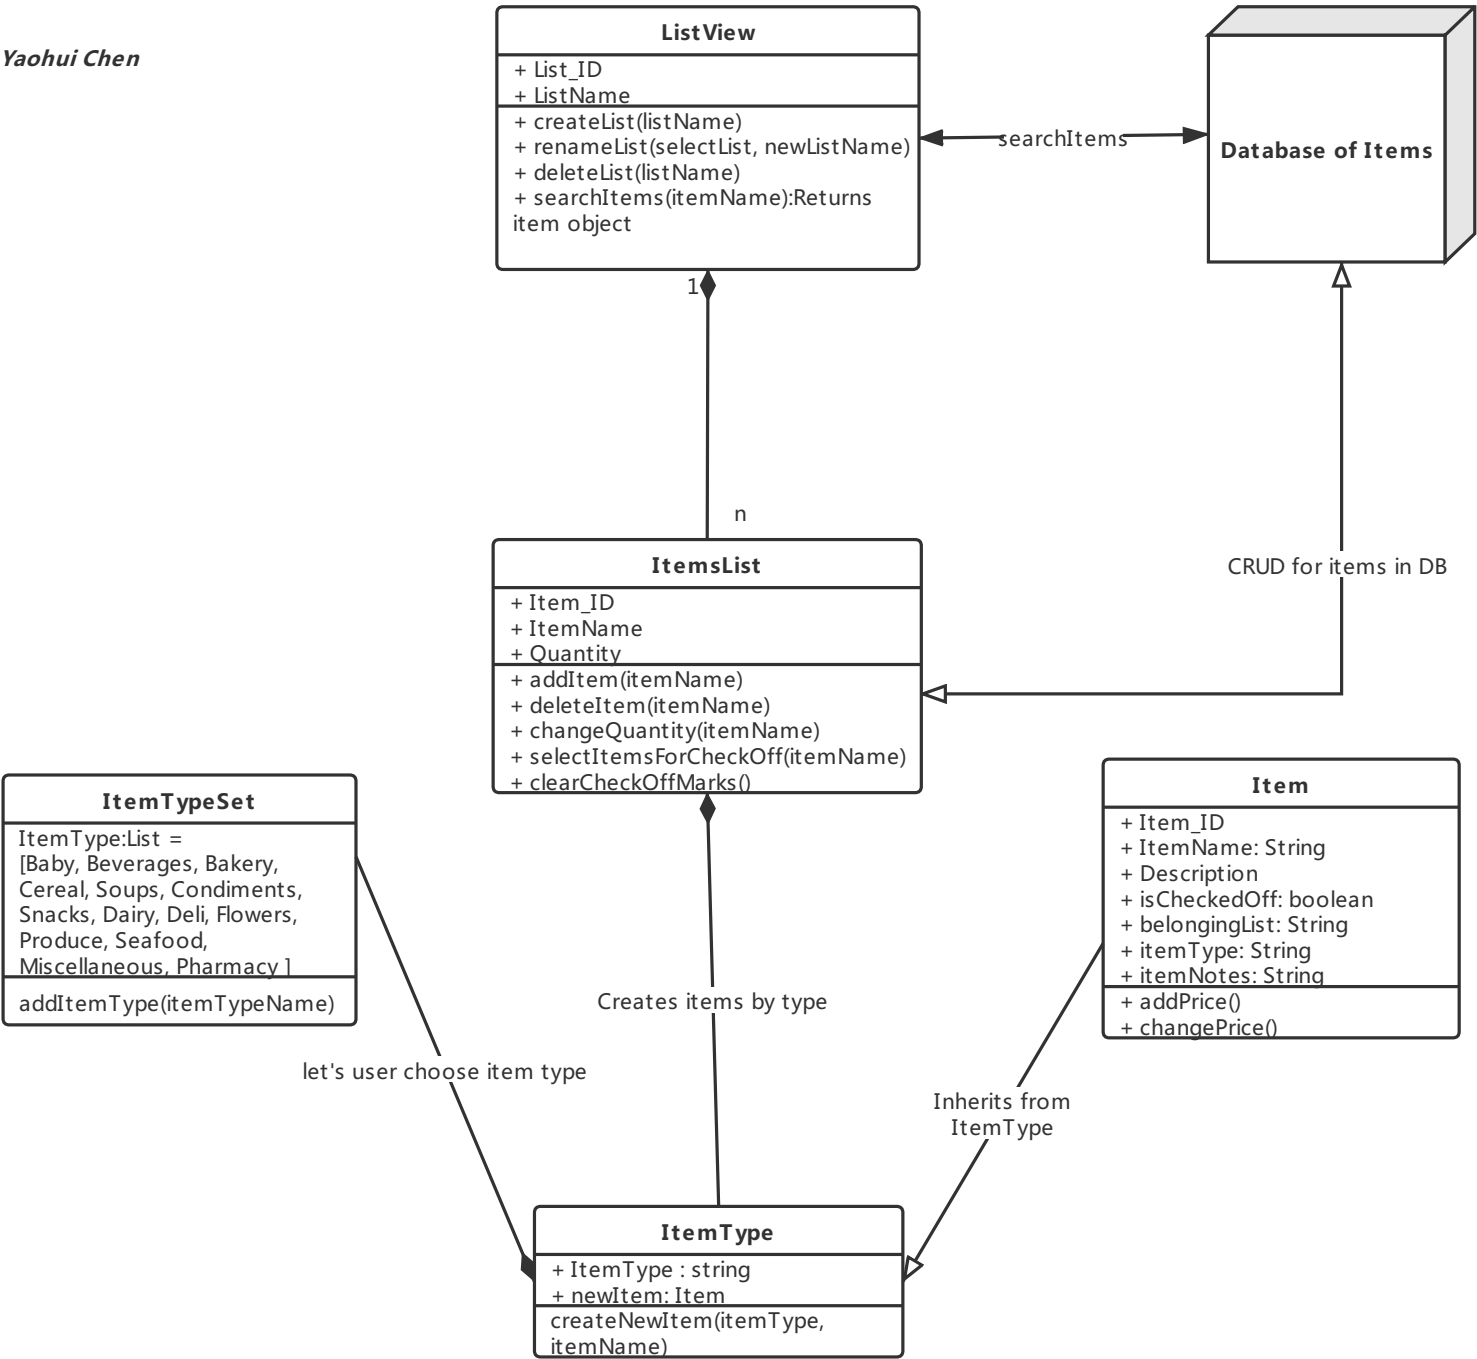 Yaohui Chen
ListView
+ List_ID
+ ListName
+ createList(listName)
+ renameList(selectList, newListName)
+ deleteList(listName)
+ searchItems(itemName):Returns
item object
searchItems
Database of Items
1
n
ItemsList
+ Item_ID
+ ItemName
+ Quantity
+ addItem(itemName)
+ deleteItem(itemName)
+ changeQuantity(itemName)
+ selectItemsForCheckOff(itemName)
+ clearCheckOffMarks()
CRUD for items in DB
ItemTypeSet
ItemType:List =
[Baby, Beverages, Bakery,
Cereal, Soups, Condiments,
Snacks, Dairy, Deli, Flowers,
Produce, Seafood,
Miscellaneous, Pharmacy ]
addItemType(itemTypeName)
Item
+ Item_ID
+ ItemName: String
+ Description
+ isCheckedOff: boolean
+ belongingList: String
+ itemType: String
+ itemNotes: String
+ addPrice()
+ changePrice()
Creates items by type
let's user choose item type
Inherits from
ItemType
ItemType
+ ItemType : string
+ newItem: Item
createNewItem(itemType,
itemName)